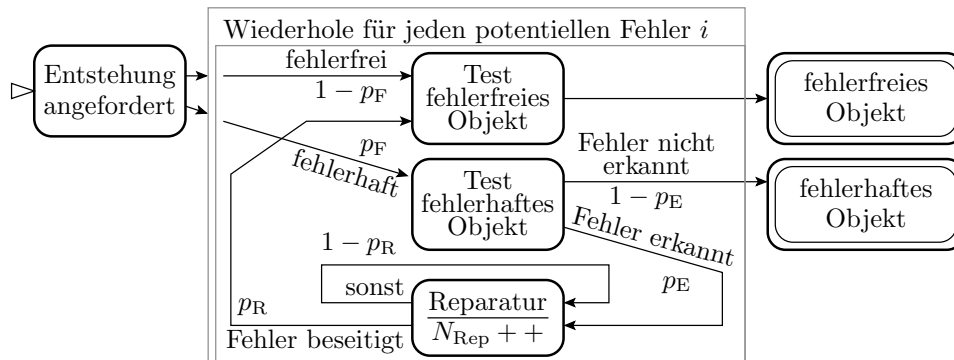 Wiederhole für jeden potentiellen Fehler i
Entstehung
angefordert
fehlerfrei
1 − p_F
Test
fehlerfreies
Objekt
fehlerfreies
Objekt
p_F
fehlerhaft
Test
fehlerhaftes
Objekt
Fehler nicht
erkannt
1 − p_E
fehlerhaftes
Objekt
Fehler erkannt
p_E
1 − p_R
sonst
p_R
Fehler beseitigt
Reparatur
N_Rep ++